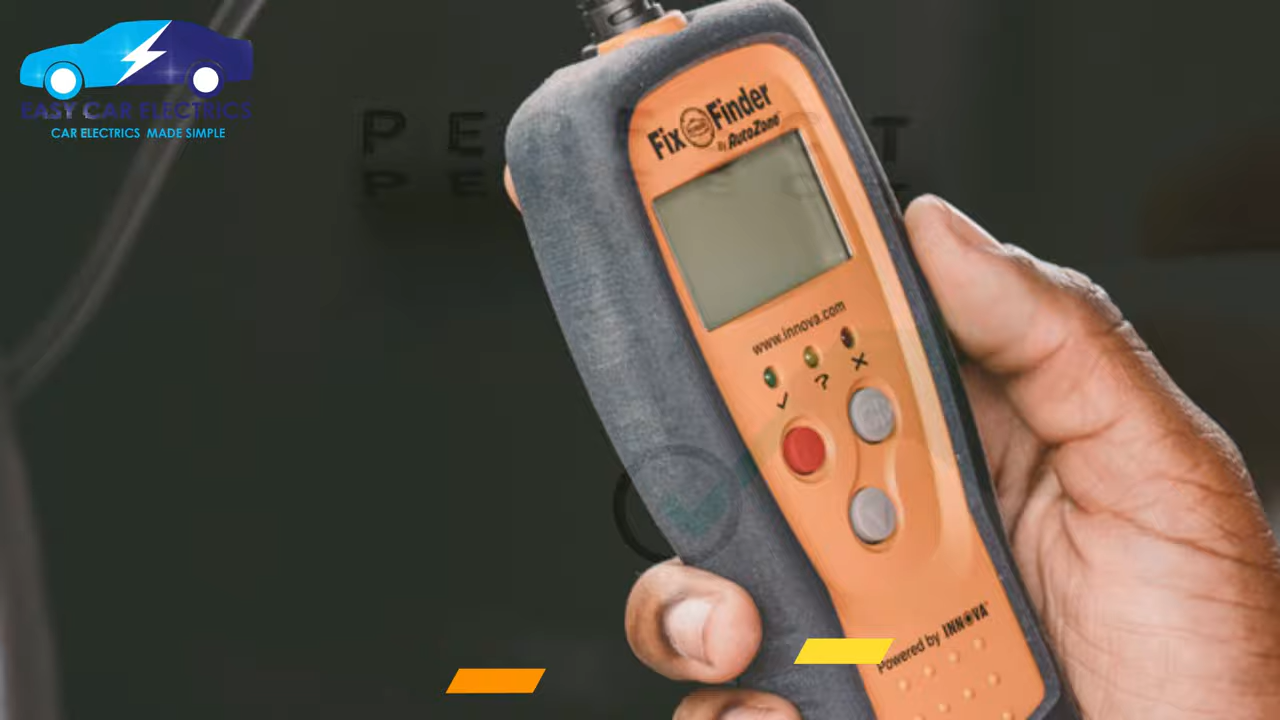 EASY CAR ELECTRICS
CAR ELECTRICS MADE SIMPLE
Fix Finder
By AutoZone
www.innova.com
Powered by INNOVA